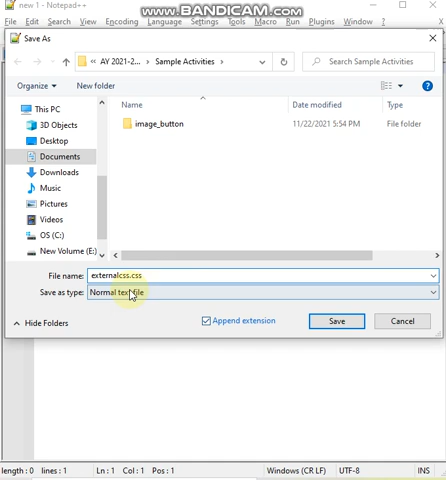 new 1 - Notepad++
www.BANDICAM.com
File Edit Search View Encoding Language Settings Tools Macro Run Plugins Window ?
Save As
« AY 2021-2... > Sample Activities >
Search Sample Activities
Organize
New folder
This PC
3D Objects
Desktop
Documents
Downloads
Music
Pictures
Videos
OS (C:)
New Volume (E:)
Name Date modified Type
image_button 11/22/2021 5:54 PM File folder
File name: externalcss.css
Save as type: Normal text file
Hide Folders
Append extension
Save
Cancel
length : 0 lines : 1 Ln : 1 Col : 1 Pos : 1 Windows (CR LF) UTF-8 INS